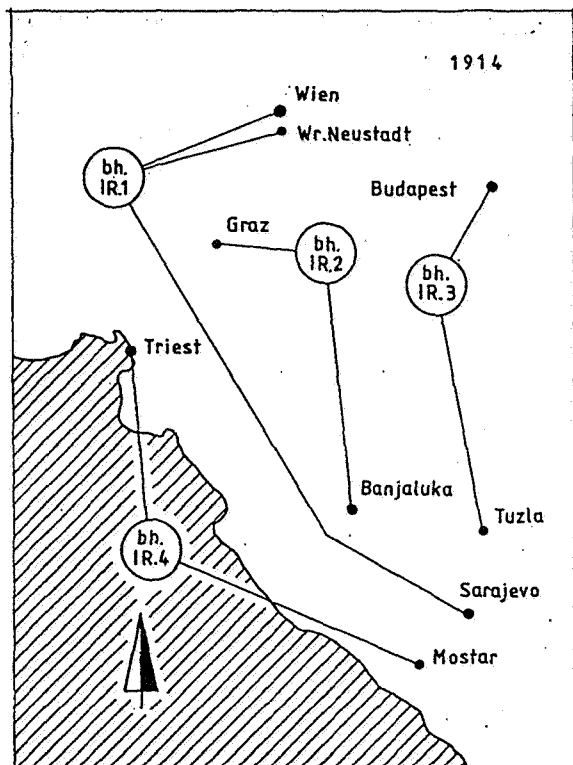 1914
Wien
Wr.Neustadt
bh.
IR.1
Budapest
Graz
bh.
IR.2
bh.
IR.3
Triest
Banjaluka
Tuzla
bh.
IR.4
Sarajevo
Mostar